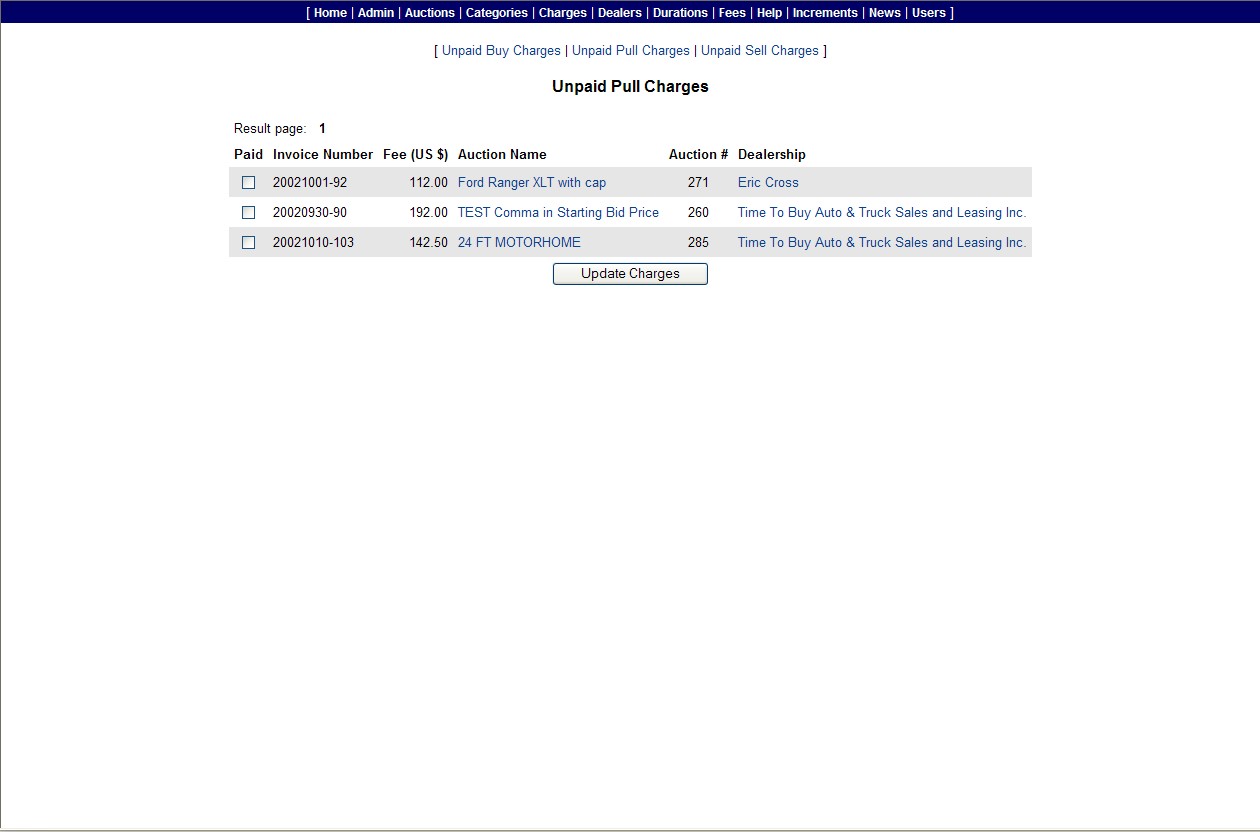 [ Home | Admin | Auctions | Categories | Charges | Dealers | Durations | Fees | Help | Increments | News | Users ]
[ Unpaid Buy Charges | Unpaid Pull Charges | Unpaid Sell Charges ]
Unpaid Pull Charges
Result page: 1
Paid Invoice Number Fee (US $) Auction Name Auction # Dealership
20021001-92 112.00 Ford Ranger XLT with cap 271 Eric Cross
20020930-90 192.00 TEST Comma in Starting Bid Price 260 Time To Buy Auto & Truck Sales and Leasing Inc.
20021010-103 142.50 24 FT MOTORHOME 285 Time To Buy Auto & Truck Sales and Leasing Inc.
Update Charges